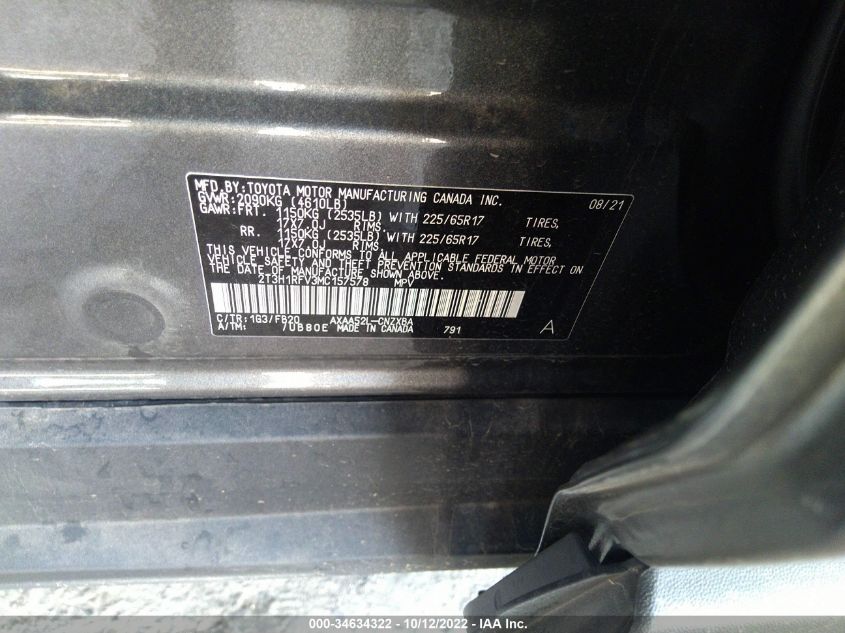 MFD.BY:TOYOTA MOTOR MANUFACTURING CANADA INC. 08/21
GVWR:2090KG (4610LB)
GAWR:FRT. 1150KG (2535LB) WITH 225/65R17 TIRES,
17X7.0J RIMS,
RR. 1150KG (2535LB) WITH 225/65R17 TIRES,
17X7.0J RIMS,
THIS VEHICLE CONFORMS TO ALL APPLICABLE FEDERAL MOTOR
VEHICLE SAFETY AND THEFT PREVENTION STANDARDS IN EFFECT ON
THE DATE OF MANUFACTURE SHOWN ABOVE.
2T3H1RFV3MC157578 MPV
C/TR:1G3/FB20 AXAA52L-CNZXBA
A/TM: /UB80E MADE IN CANADA 791 A
000-34634322 - 10/12/2022 - IAA Inc.